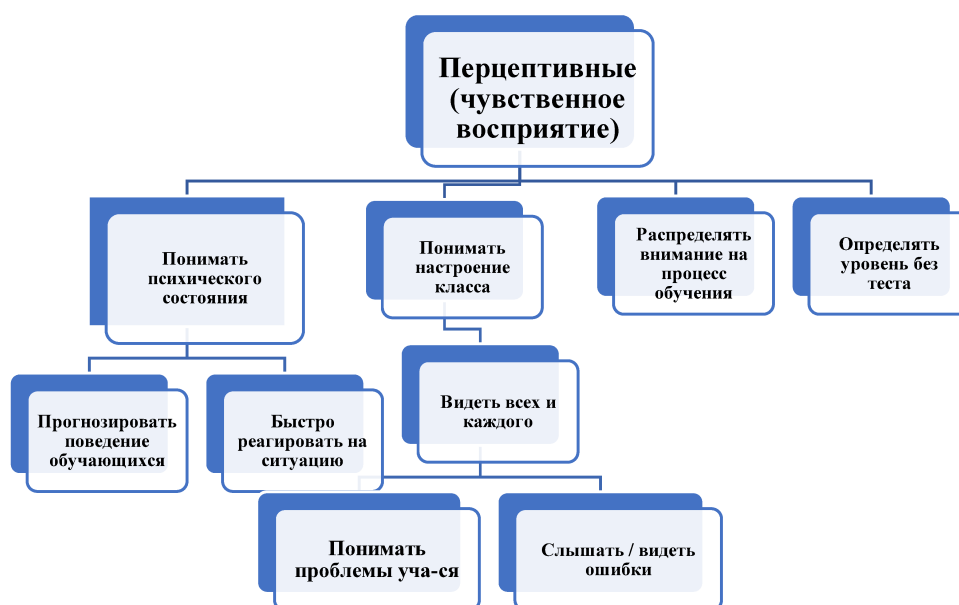 Перцептивные
(чувственное
восприятие)
Понимать
психического
состояния
Понимать
настроение
класса
Распределять
внимание на
процесс
обучения
Определять
уровень без
теста
Прогнозировать
поведение
обучающихся
Быстро
реагировать на
ситуацию
Видеть всех и
каждого
Понимать
проблемы уча-ся
Слышать / видеть
ошибки